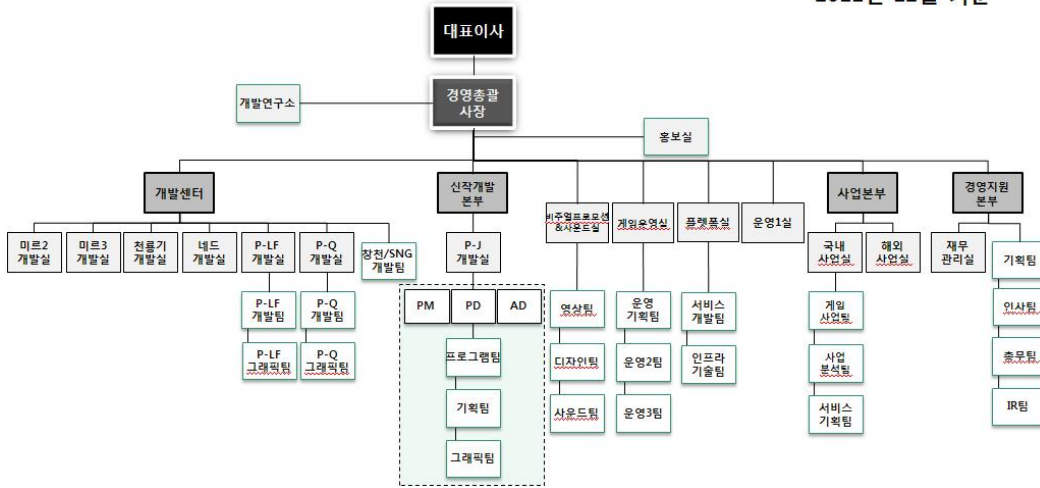 대표이사
경영총괄
사장
개발연구소
홍보실
개발센터
신작개발
본부
비주얼프로모션
&사운드실
게임운영실
플랫폼실
운영1실
사업본부
경영지원
본부
미르2
개발실
미르3
개발실
천룡기
개발실
네드
개발실
P-LF
개발실
P-Q
개발실
창천/SNG
개발팀
P-J
개발실
국내
사업실
해외
사업실
재무
관리실
기획팀
P-LF
개발팀
P-Q
개발팀
PM
PD
AD
영상팀
운영
기획팀
서비스
개발팀
게임
사업팀
인사팀
P-LF
그래픽팀
P-Q
그래픽팀
프로그램팀
디자인팀
운영2팀
인프라
기술팀
사업
분석팀
총무팀
기획팀
사운드팀
운영3팀
서비스
기획팀
IR팀
그래픽팀